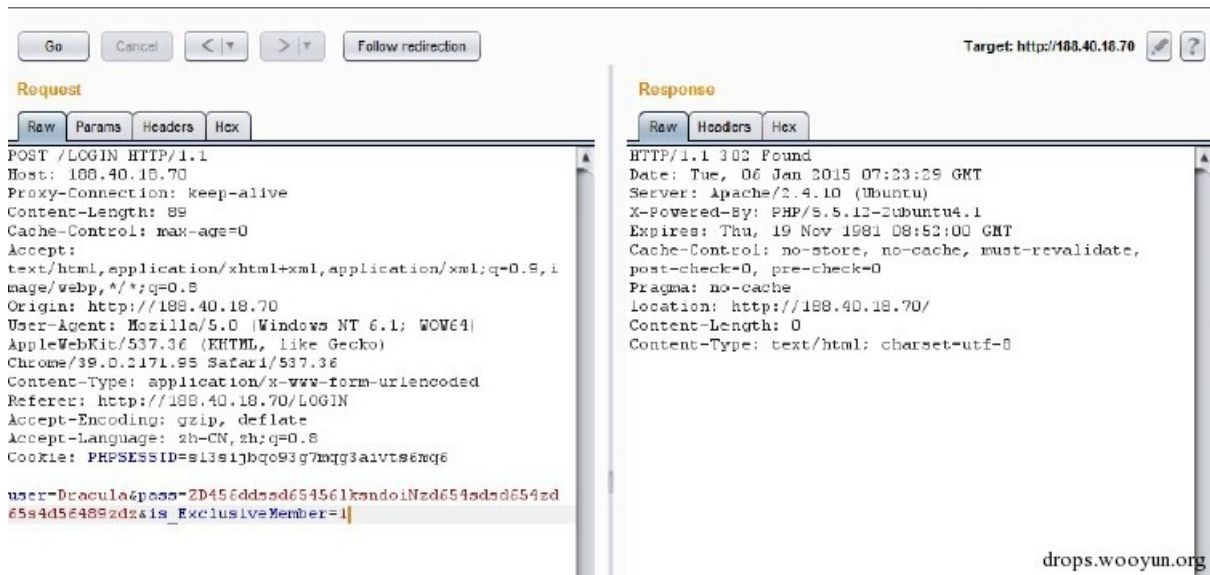 Go Cancel < > Follow redirection Target: http://188.40.18.70 ?
Request
Raw Params Headers Hex
POST /LOGIN HTTP/1.1
Host: 188.40.18.70
Proxy-Connection: keep-alive
Content-Length: 89
Cache-Control: max-age=0
Accept:
text/html,application/xhtml+xml,application/xml;q=0.9,i
mage/webp,*/*;q=0.8
Origin: http://188.40.18.70
User-Agent: Mozilla/5.0 (Windows NT 6.1; WOW64)
AppleWebKit/537.36 (KHTML, like Gecko)
Chrome/39.0.2171.95 Safari/537.36
Content-Type: application/x-www-form-urlencoded
Referer: http://188.40.18.70/LOGIN
Accept-Encoding: gzip, deflate
Accept-Language: zh-CN,zh;q=0.8
Cookie:
user=Dracula&pass=
&is_ExclusiveMember=1
Response
Raw Headers Hex
HTTP/1.1 302 Found
Date: Tue, 06 Jan 2015 07:23:29 GMT
Server: Apache/2.4.10 (Ubuntu)
X-Powered-By: PHP/5.5.12-2ubuntu4.1
Expires: Thu, 19 Nov 1981 08:52:00 GMT
Cache-Control: no-store, no-cache, must-revalidate,
post-check=0, pre-check=0
Pragma: no-cache
location: http://188.40.18.70/
Content-Length: 0
Content-Type: text/html; charset=utf-8
drops.wooyun.org